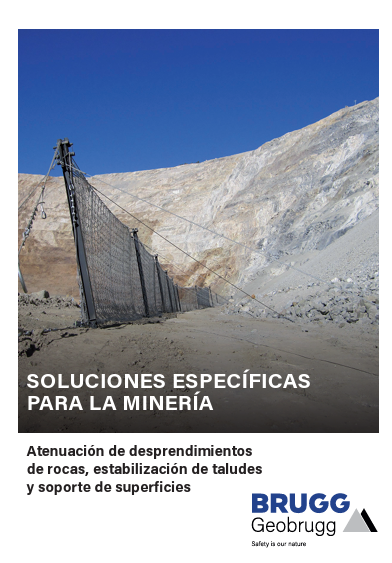 SOLUCIONES ESPECÍFICAS
PARA LA MINERÍA
Atenuación de desprendimientos
de rocas, estabilización de taludes
y soporte de superficies
BRUGG
Geobrugg
Safety is our nature